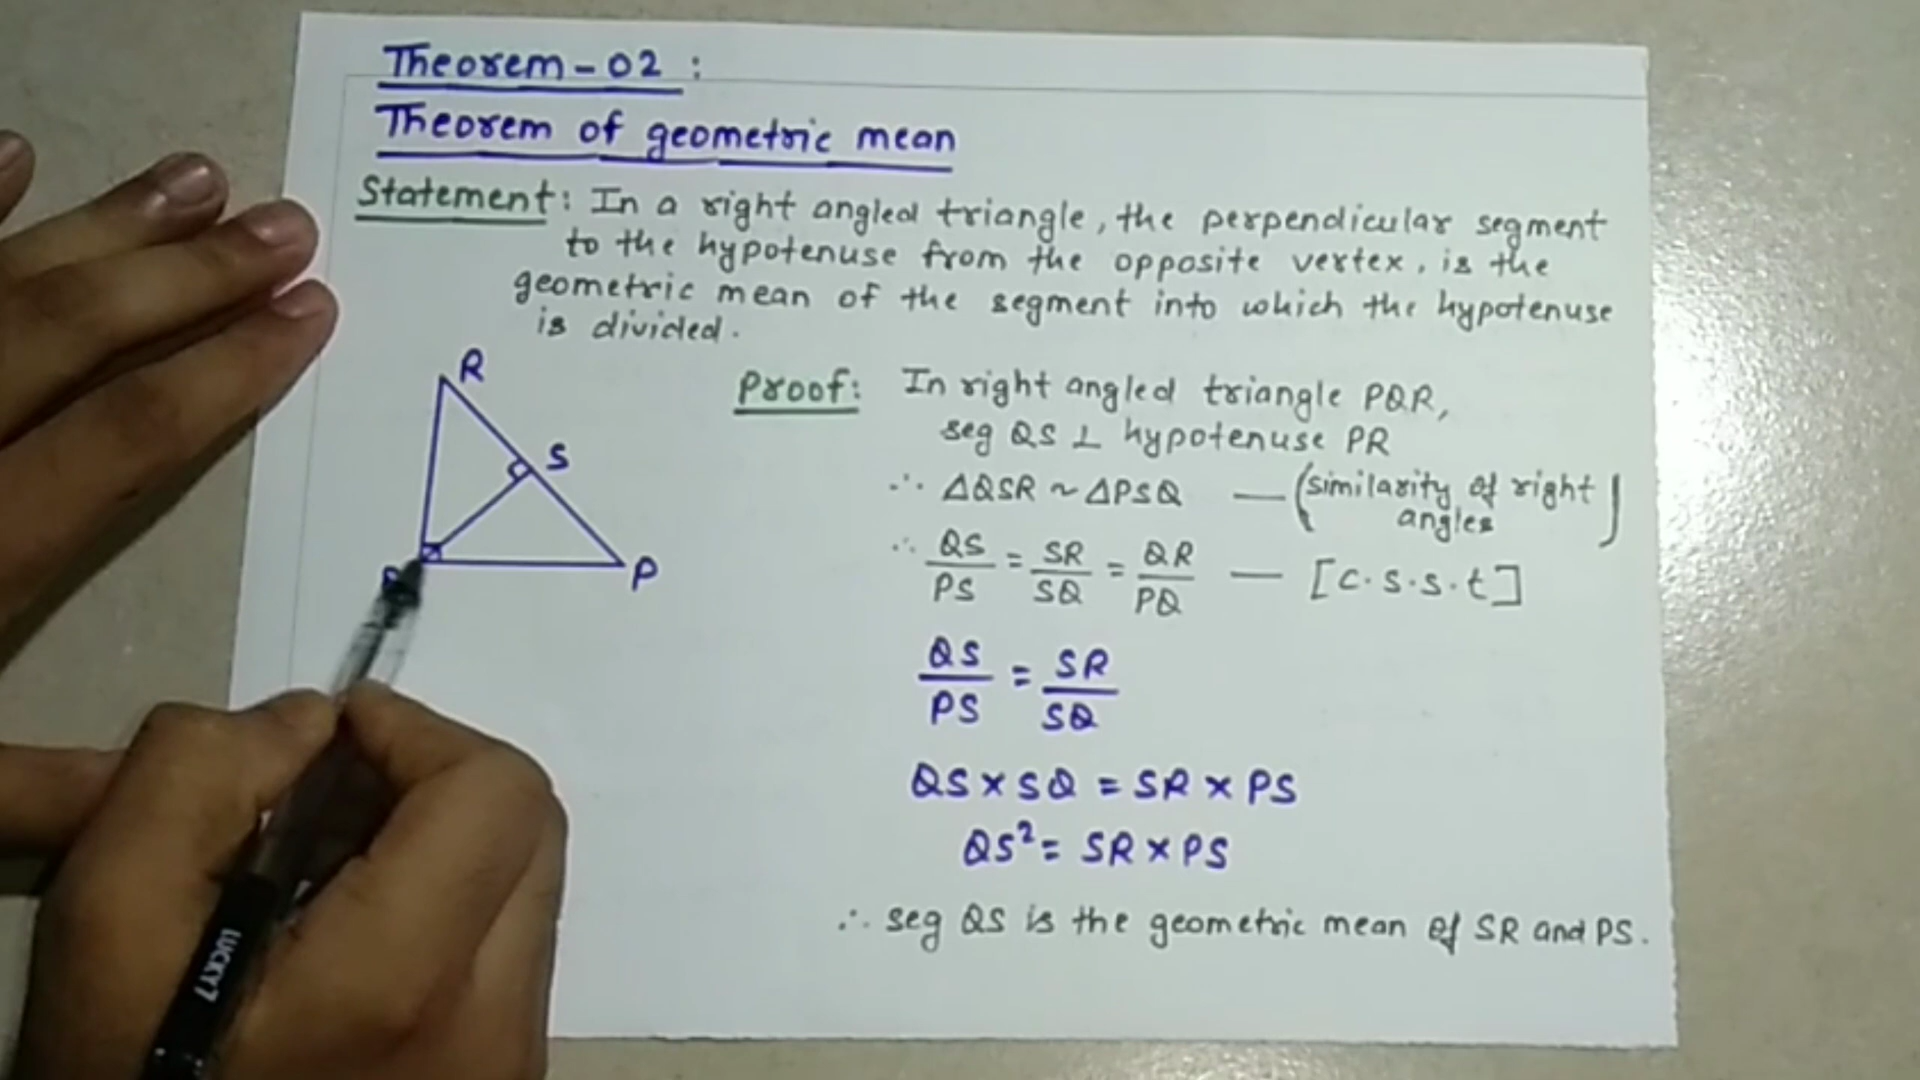 Theorem-02 :
Theorem of geometric mean
Statement: In a right angled triangle, the perpendicular segment
to the hypotenuse from the opposite vertex, is the
geometric mean of the segment into which the hypotenuse
is divided.
R
S
P
Proof: In right angled triangle PQR,
seg QS ⊥ hypotenuse PR
∴ ΔQSR ~ ΔPSQ — (similarity of right
angles)
∴ QS/PS = SR/SQ = QR/PQ — [c.s.s.t]
QS/PS = SR/SQ
QS × SQ = SR × PS
QS² = SR × PS
∴ seg QS is the geometric mean of SR and PS.
LUCKY7